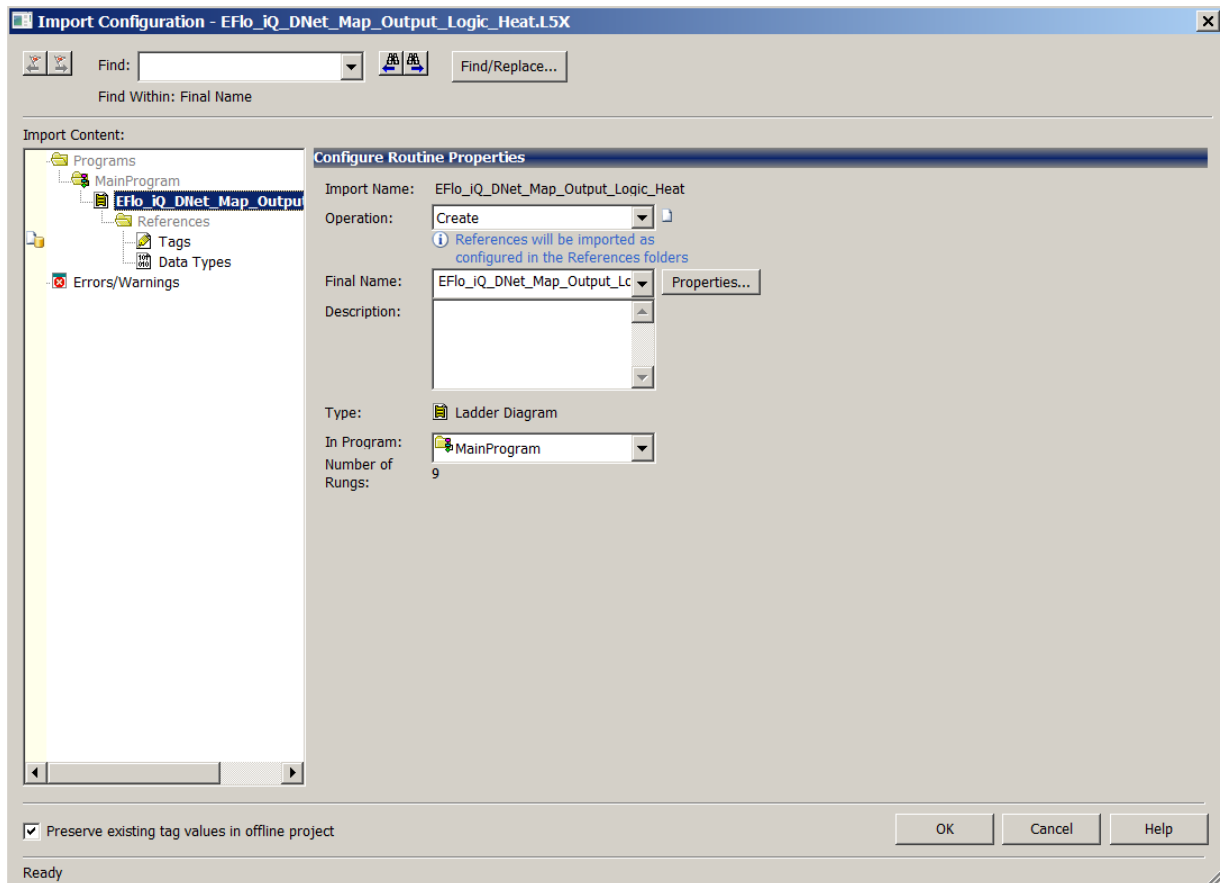 Import Configuration - EFlo_iQ_DNet_Map_Output_Logic_Heat.L5X
Find:
Find/Replace...
Find Within: Final Name
Import Content:
Programs
MainProgram
EFlo_iQ_DNet_Map_Outpu
References
Tags
Data Types
Errors/Warnings
Configure Routine Properties
Import Name: EFlo_iQ_DNet_Map_Output_Logic_Heat
Operation: Create
References will be imported as
configured in the References folders
Final Name: EFlo_iQ_DNet_Map_Output_Lc Properties...
Description:
Type: Ladder Diagram
In Program: MainProgram
Number of
Rungs: 9
Preserve existing tag values in offline project
OK Cancel Help
Ready